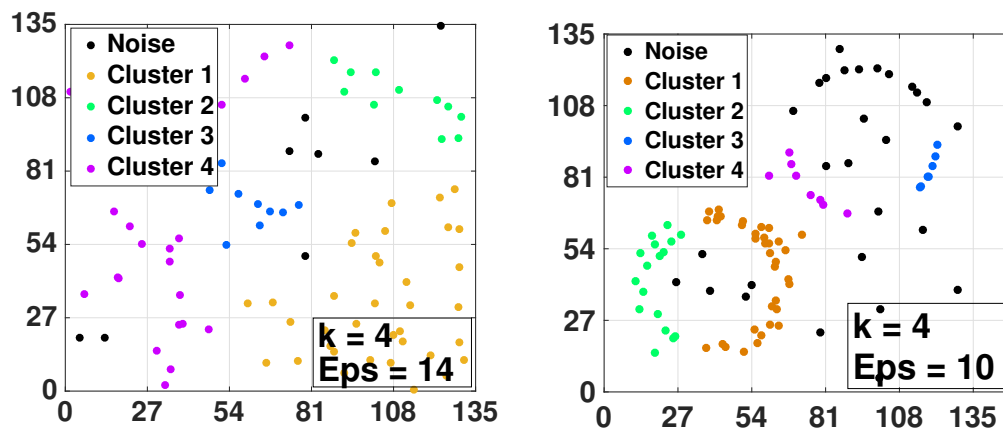 135
108
81
54
27
0
0 27 54 81 108 135
Noise
Cluster 1
Cluster 2
Cluster 3
Cluster 4
k = 4
Eps = 14
135
108
81
54
27
0
0 27 54 81 108 135
Noise
Cluster 1
Cluster 2
Cluster 3
Cluster 4
k = 4
Eps = 10